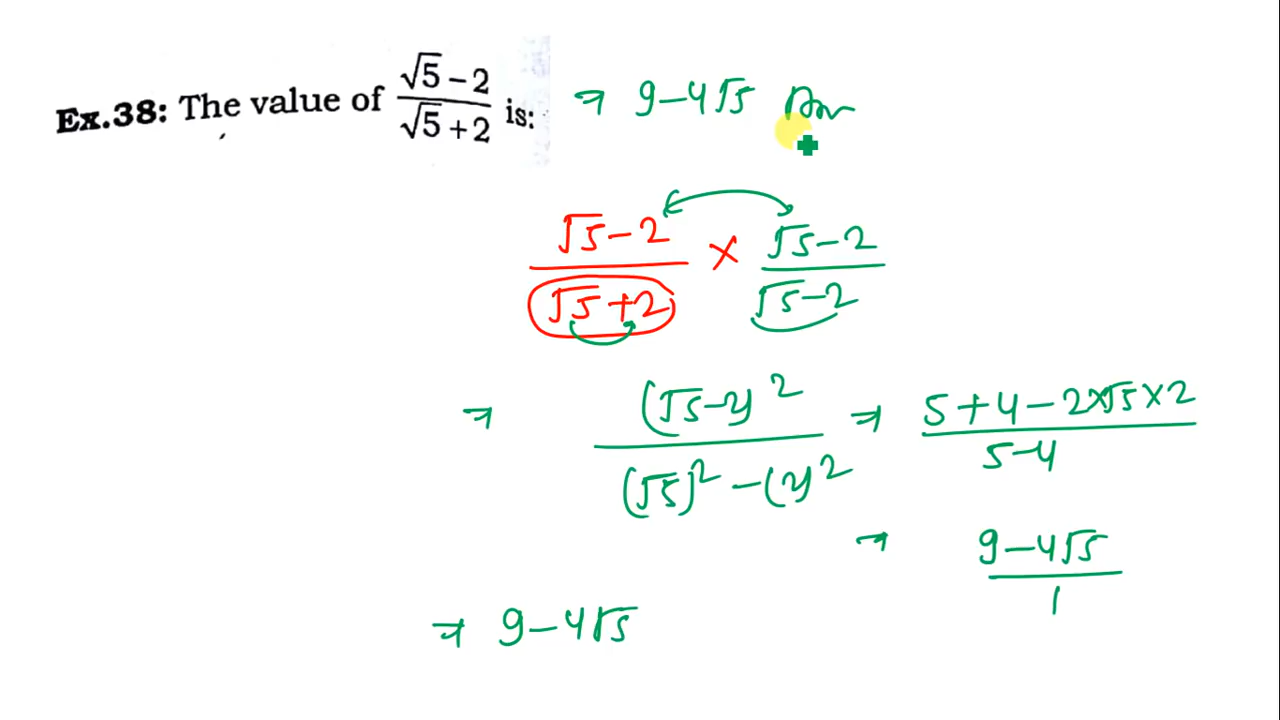 Ex.38: The value of (√5 − 2)/(√5 + 2) is: ⇒ 9 − 4√5 Ans
(√5 − 2)/(√5 + 2) × (√5 − 2)/(√5 − 2)
⇒ (√5 − 2)²/((√5)² − (2)²) ⇒ (5 + 4 − 2×√5×2)/(5 − 4)
⇒ (9 − 4√5)/1
⇒ 9 − 4√5